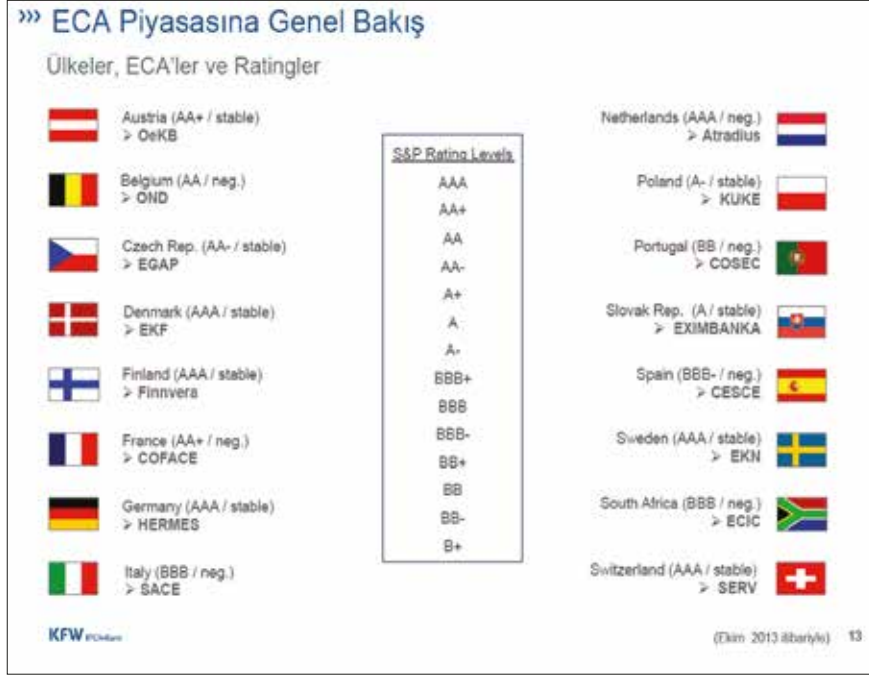 ››› ECA Piyasasına Genel Bakış
Ülkeler, ECA'ler ve Ratingler
Austria (AA+ / stable)
➢ OeKB
Belgium (AA / neg.)
➢ OND
Czech Rep. (AA- / stable)
➢ EGAP
Denmark (AAA / stable)
➢ EKF
Finland (AAA / stable)
➢ Finnvera
France (AA+ / neg.)
➢ COFACE
Germany (AAA / stable)
➢ HERMES
Italy (BBB / neg.)
➢ SACE
S&P Rating Levels
AAA
AA+
AA
AA-
A+
A
A-
BBB+
BBB
BBB-
BB+
BB
BB-
B+
Netherlands (AAA / neg.)
➢ Atradius
Poland (A- / stable)
➢ KUKE
Portugal (BB / neg.)
➢ COSEC
Slovak Rep. (A / stable)
➢ EXIMBANKA
Spain (BBB- / neg.)
➢ CESCE
Sweden (AAA / stable)
➢ EKN
South Africa (BBB / neg.)
➢ ECIC
Switzerland (AAA / stable)
➢ SERV
KFW
(Ekim 2013 itibariyle) 13